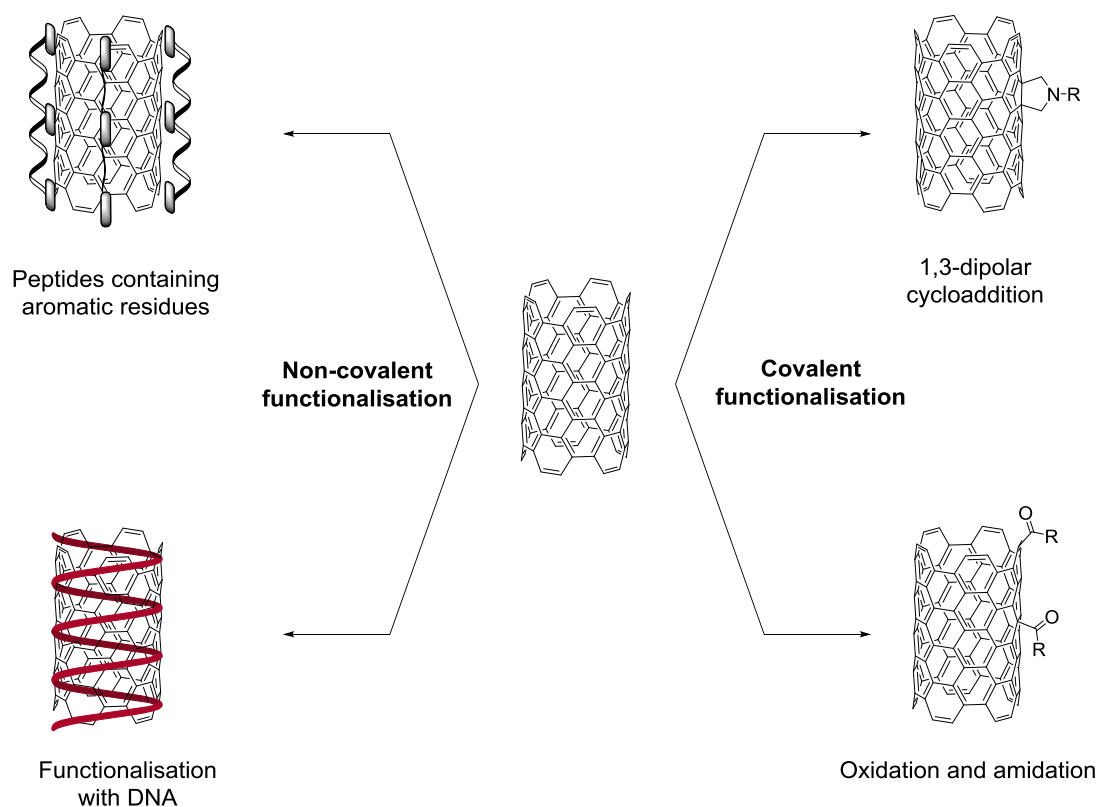 N-R
Peptides containing
aromatic residues
1,3-dipolar
cycloaddition
Non-covalent
functionalisation
Covalent
functionalisation
O
R
O
R
Functionalisation
with DNA
Oxidation and amidation